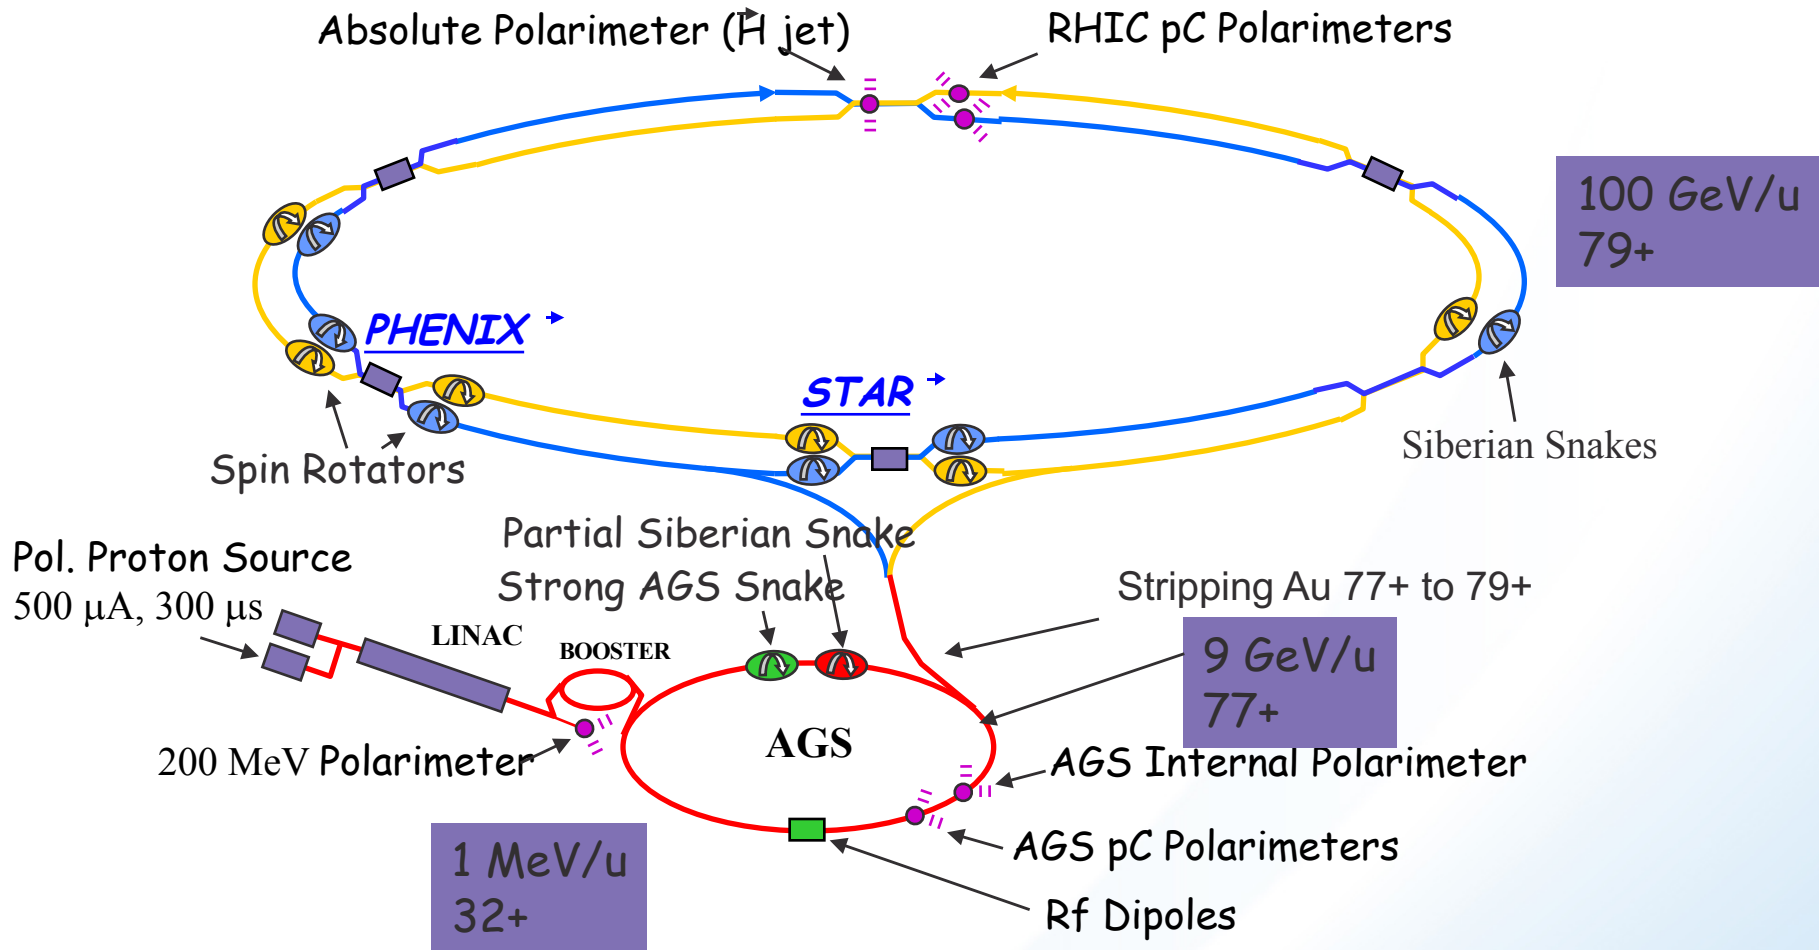 Absolute Polarimeter (H jet)
RHIC pC Polarimeters
100 GeV/u
79+
PHENIX
STAR
Siberian Snakes
Spin Rotators
Partial Siberian Snake
Strong AGS Snake
Pol. Proton Source
500 μA, 300 μs
Stripping Au 77+ to 79+
LINAC
BOOSTER
9 GeV/u
77+
AGS
200 MeV Polarimeter
AGS Internal Polarimeter
1 MeV/u
32+
AGS pC Polarimeters
Rf Dipoles